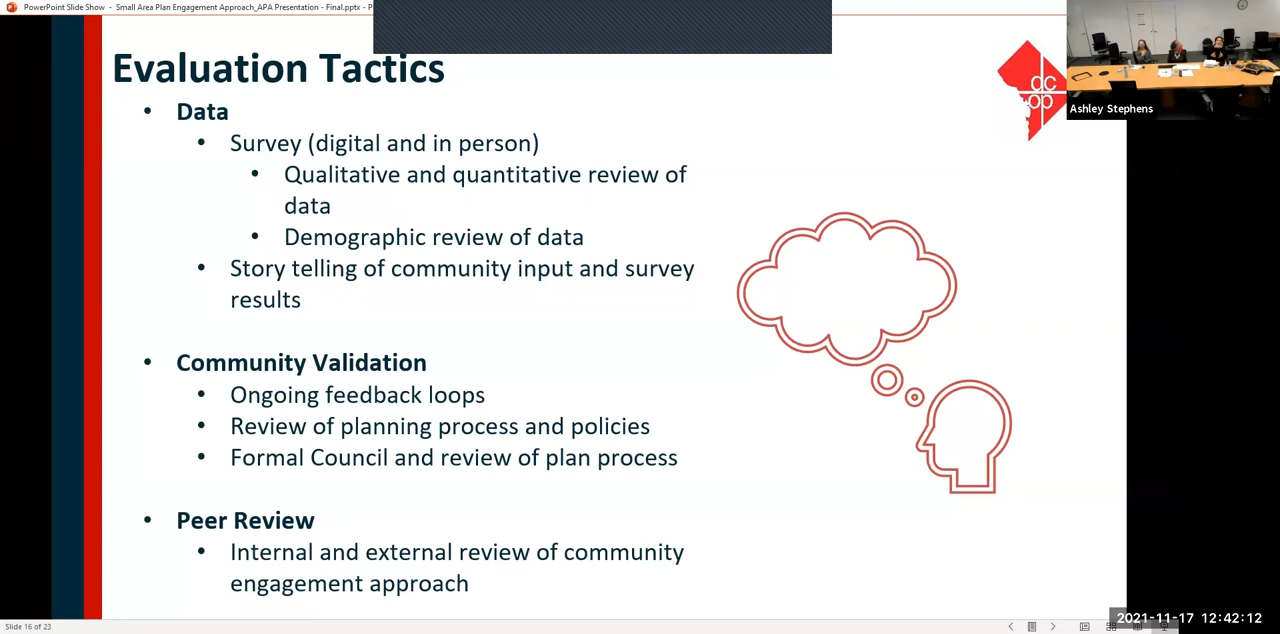 PowerPoint Slide Show - Small Area Plan Engagement Approach_APA Presentation - Final.pptx - P
Evaluation Tactics
• Data
• Survey (digital and in person)
• Qualitative and quantitative review of
data
• Demographic review of data
• Story telling of community input and survey
results
• Community Validation
• Ongoing feedback loops
• Review of planning process and policies
• Formal Council and review of plan process
• Peer Review
• Internal and external review of community
engagement approach
dc
op
Ashley Stephens
Slide 16 of 23
2021-11-17 12:42:12